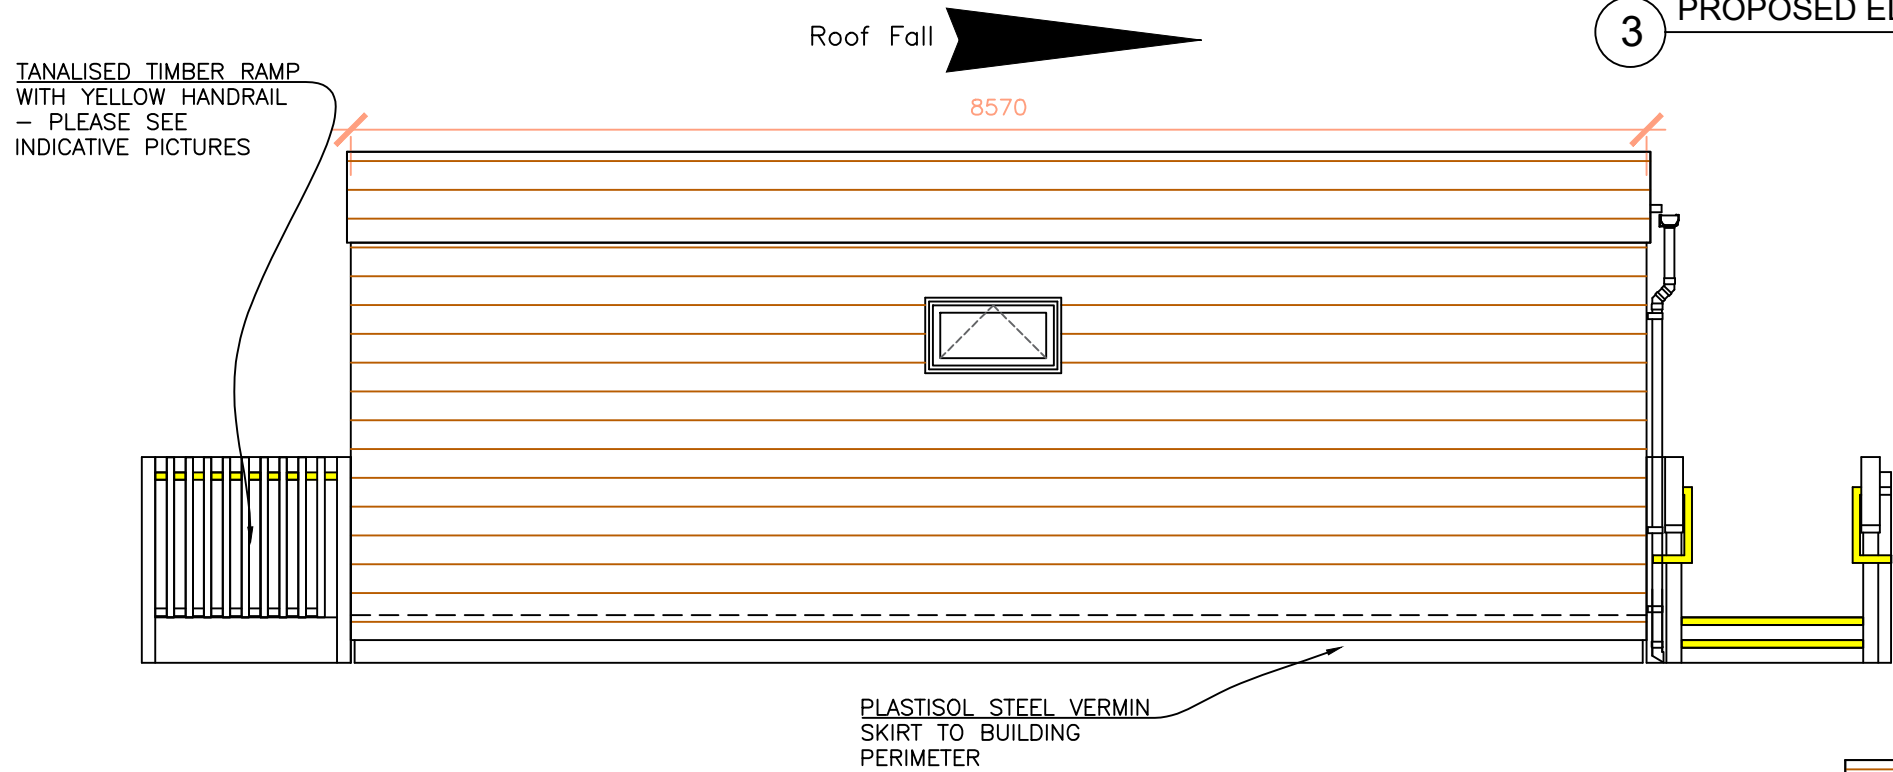 Roof Fall
3
PROPOSED
TANALISED TIMBER RAMP
WITH YELLOW HANDRAIL
– PLEASE SEE
INDICATIVE PICTURES
8570
PLASTISOL STEEL VERMIN
SKIRT TO BUILDING
PERIMETER